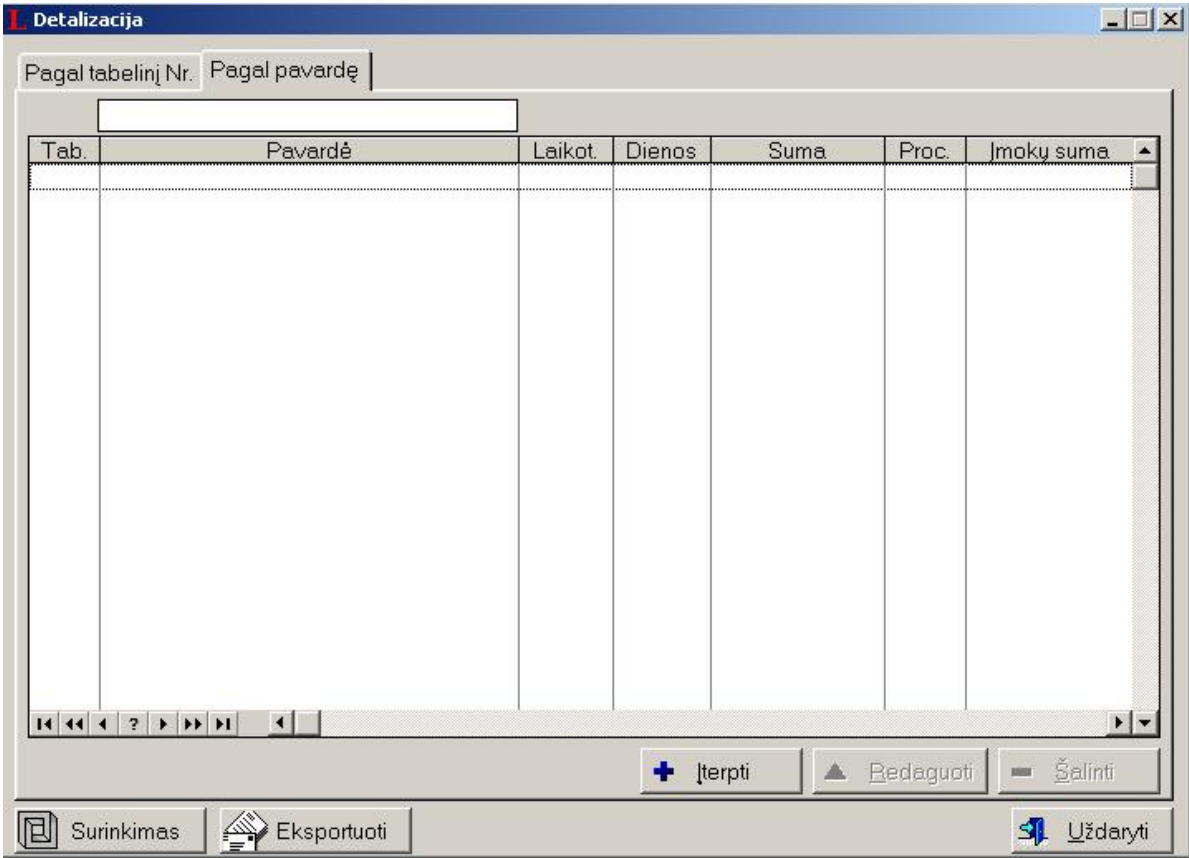 L Detalizacija
Pagal tabelinį Nr. Pagal pavardę
Tab. Pavardė Laikot. Dienos Suma Proc. Įmokų suma
?
Įterpti Redaguoti Šalinti
Surinkimas Eksportuoti Uždaryti